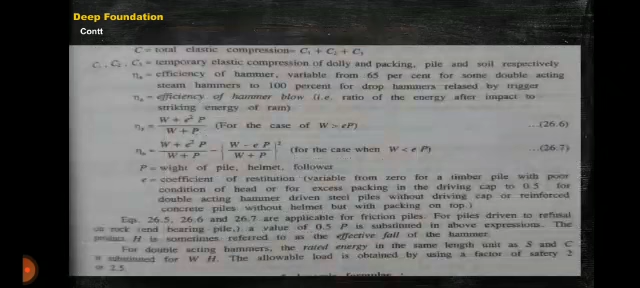 Deep Foundation
Contt
C = total elastic compression= C₁ + C₂ + C₃
C₁, C₂, C₃ = temporary elastic compression of dolly and packing, pile and soil respectively
ηₕ = efficiency of hammer, variable from 65 per cent for some double acting
steam hammers to 100 percent for drop hammers relased by trigger
= efficiency of hammer blow (i.e. ratio of the energy after impact to
striking energy of ram)
= W + e² P / W + P (For the case of W > eP) ...(26.6)
= W + e² P / W + P − [W − e P / W + P]² (for the case when W < e P) ...(26.7)
P = wight of pile, helmet, follower
e = coefficient of restitution (variable from zero for a timber pile with poor
condition of head or for excess packing in the driving cap to 0.5 for
double acting hammer driven steel piles without driving cap or reinforced
concrete piles without helmet but with packing on top.)
Eqp. 26.5, 26.6 and 26.7 are applicable for friction piles. For piles driven to refusal
on rock (end bearing pile,) a value of 0.5 P is substituted in above expressions. The
product H is sometimes referred to as the effective fall of the hammer.
For double acting hammers, the rated energy in the same length unit as S and C
is substituted for W H. The allowable load is obtained by using a factor of safety 2
or 2.5.